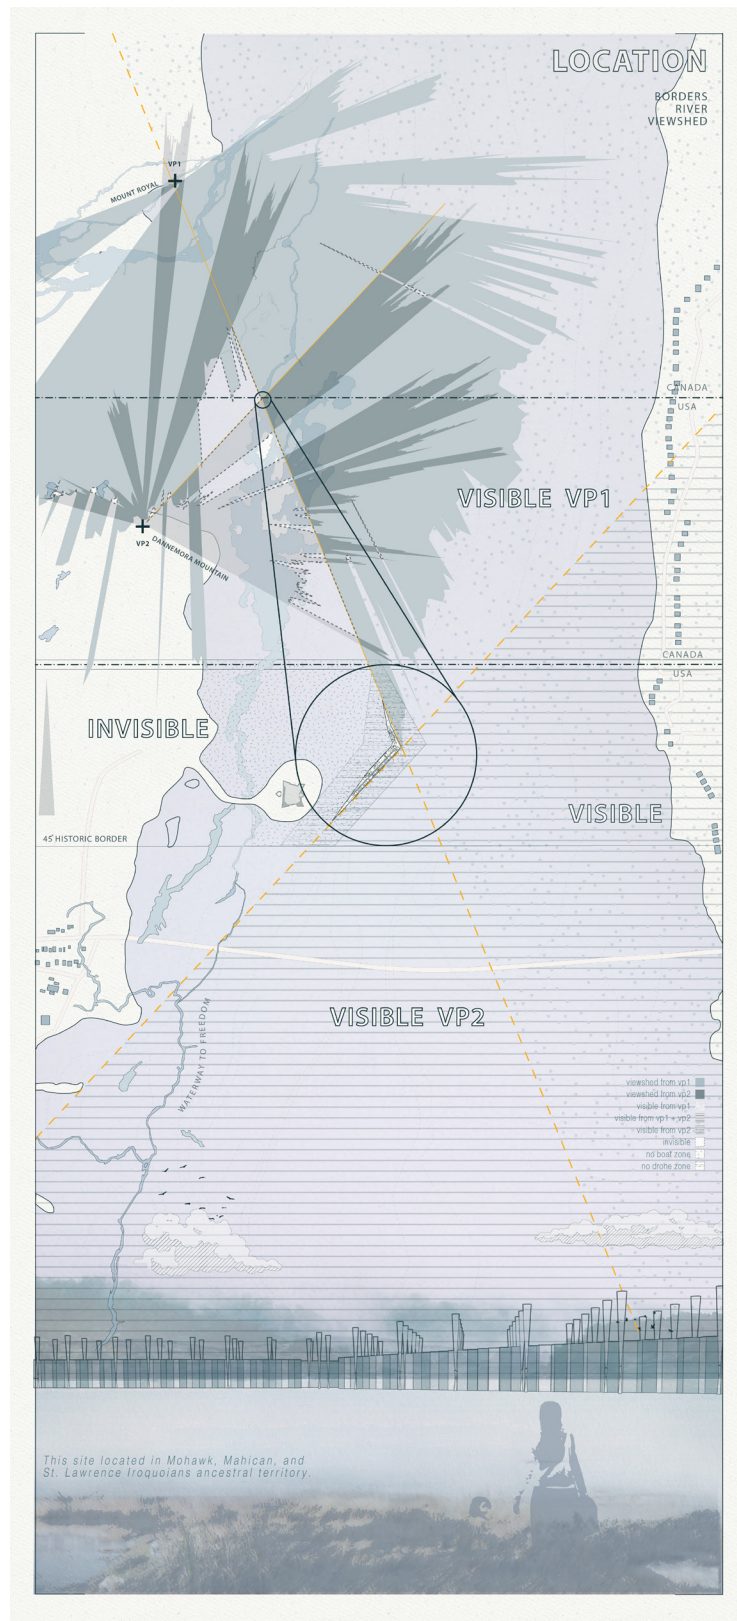 LOCATION
BORDERS
RIVER
VIEWSHED
VP1
MOUNT ROYAL
CANADA
USA
VISIBLE VP1
VP2
DANNEMORA MOUNTAIN
CANADA
USA
INVISIBLE
VISIBLE
45° HISTORIC BORDER
VISIBLE VP2
WATERWAY TO FREEDOM
viewshed from vp1
viewshed from vp2
visible from vp1
visible from vp1 + vp2
visible from vp2
invisible
no boat zone
no drone zone
This site located in Mohawk, Mahican, and
St. Lawrence Iroquoians ancestral territory.